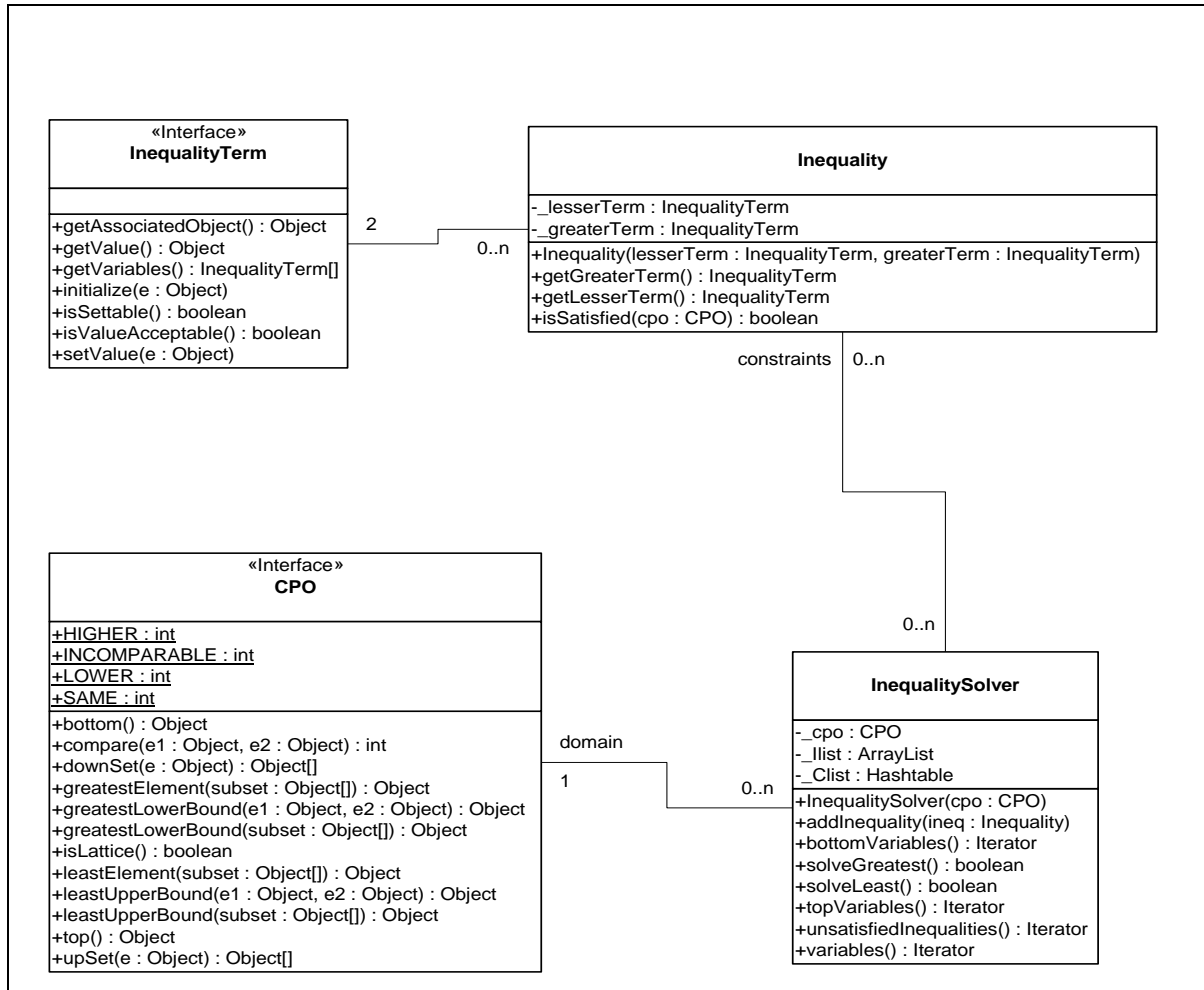 «Interface»
InequalityTerm
+getAssociatedObject() : Object
+getValue() : Object
+getVariables() : InequalityTerm[]
+initialize(e : Object)
+isSettable() : boolean
+isValueAcceptable() : boolean
+setValue(e : Object)
2
0..n
Inequality
-_lesserTerm : InequalityTerm
-_greaterTerm : InequalityTerm
+Inequality(lesserTerm : InequalityTerm, greaterTerm : InequalityTerm)
+getGreaterTerm() : InequalityTerm
+getLesserTerm() : InequalityTerm
+isSatisfied(cpo : CPO) : boolean
constraints
0..n
«Interface»
CPO
+HIGHER : int
+INCOMPARABLE : int
+LOWER : int
+SAME : int
+bottom() : Object
+compare(e1 : Object, e2 : Object) : int
+downSet(e : Object) : Object[]
+greatestElement(subset : Object[]) : Object
+greatestLowerBound(e1 : Object, e2 : Object) : Object
+greatestLowerBound(subset : Object[]) : Object
+isLattice() : boolean
+leastElement(subset : Object[]) : Object
+leastUpperBound(e1 : Object, e2 : Object) : Object
+leastUpperBound(subset : Object[]) : Object
+top() : Object
+upSet(e : Object) : Object[]
domain
1
0..n
0..n
InequalitySolver
-_cpo : CPO
-_Ilist : ArrayList
-_Clist : Hashtable
+InequalitySolver(cpo : CPO)
+addInequality(ineq : Inequality)
+bottomVariables() : Iterator
+solveGreatest() : boolean
+solveLeast() : boolean
+topVariables() : Iterator
+unsatisfiedInequalities() : Iterator
+variables() : Iterator